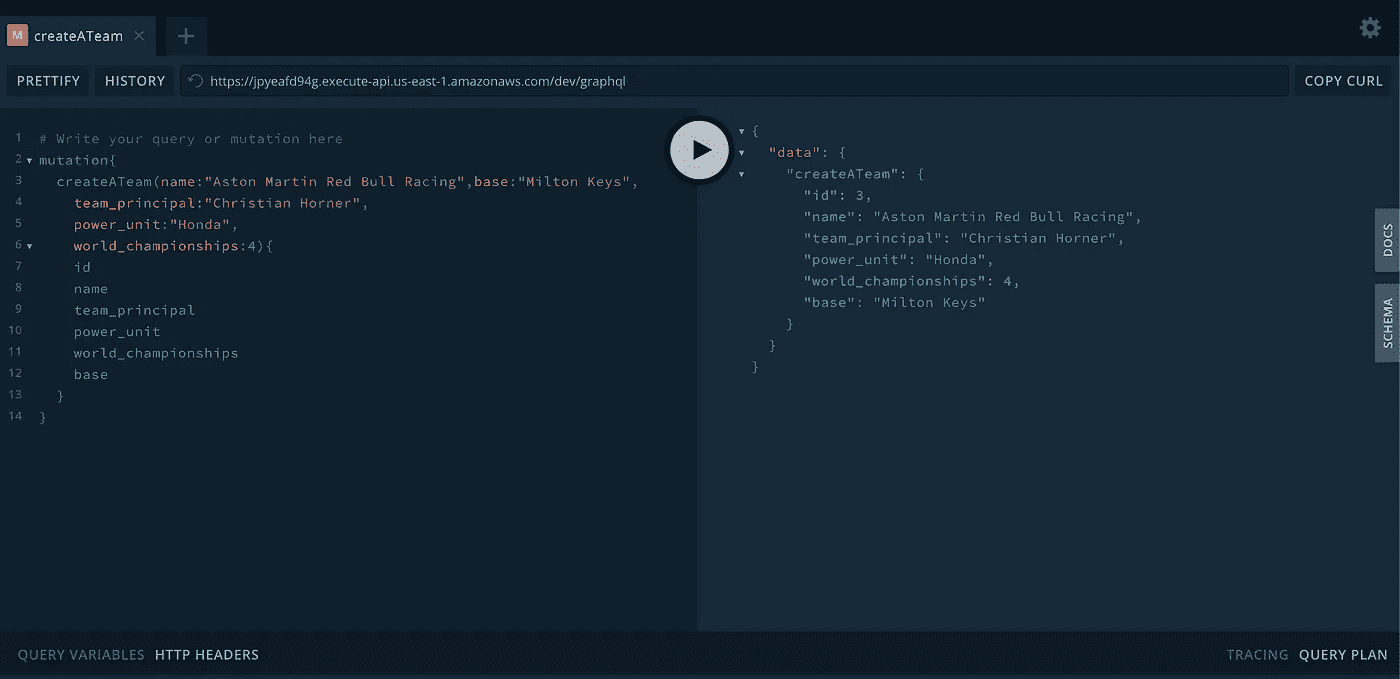 M createATeam
PRETTIFY HISTORY https://jpyeafd94g.execute-api.us-east-1.amazonaws.com/dev/graphql COPY CURL
1 # Write your query or mutation here
2 mutation{
3 createATeam(name:"Aston Martin Red Bull Racing",base:"Milton Keys",
4 team_principal:"Christian Horner",
5 power_unit:"Honda",
6 world_championships:4){
7 id
8 name
9 team_principal
10 power_unit
11 world_championships
12 base
13 }
14 }
{
"data": {
"createATeam": {
"id": 3,
"name": "Aston Martin Red Bull Racing",
"team_principal": "Christian Horner",
"power_unit": "Honda",
"world_championships": 4,
"base": "Milton Keys"
}
}
}
DOCS
SCHEMA
QUERY VARIABLES HTTP HEADERS TRACING QUERY PLAN